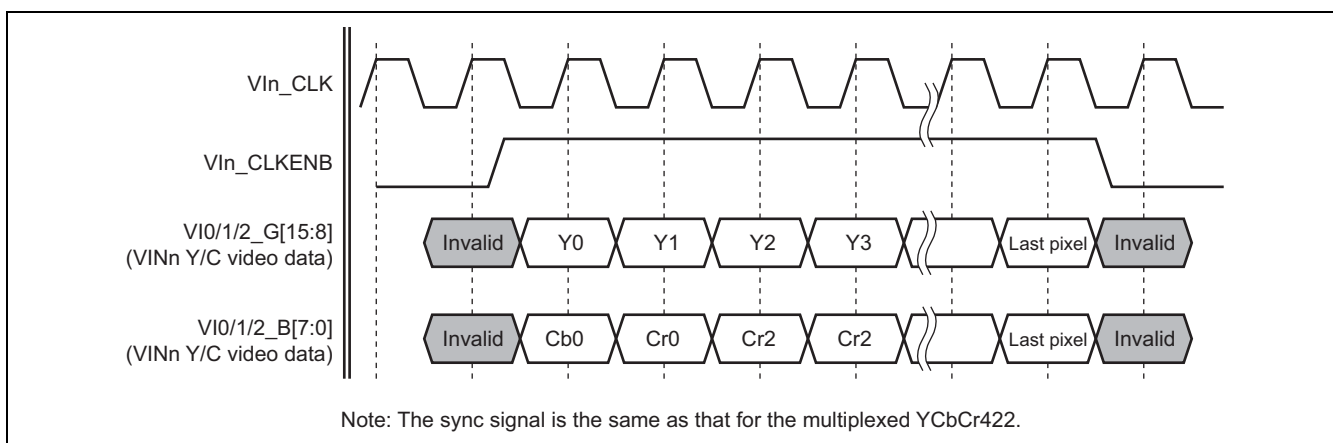 VIn_CLK
VIn_CLKENB
VI0/1/2_G[15:8]
(VINn Y/C video data)
Invalid Y0 Y1 Y2 Y3 Last pixel Invalid
VI0/1/2_B[7:0]
(VINn Y/C video data)
Invalid Cb0 Cr0 Cr2 Cr2 Last pixel Invalid
Note: The sync signal is the same as that for the multiplexed YCbCr422.